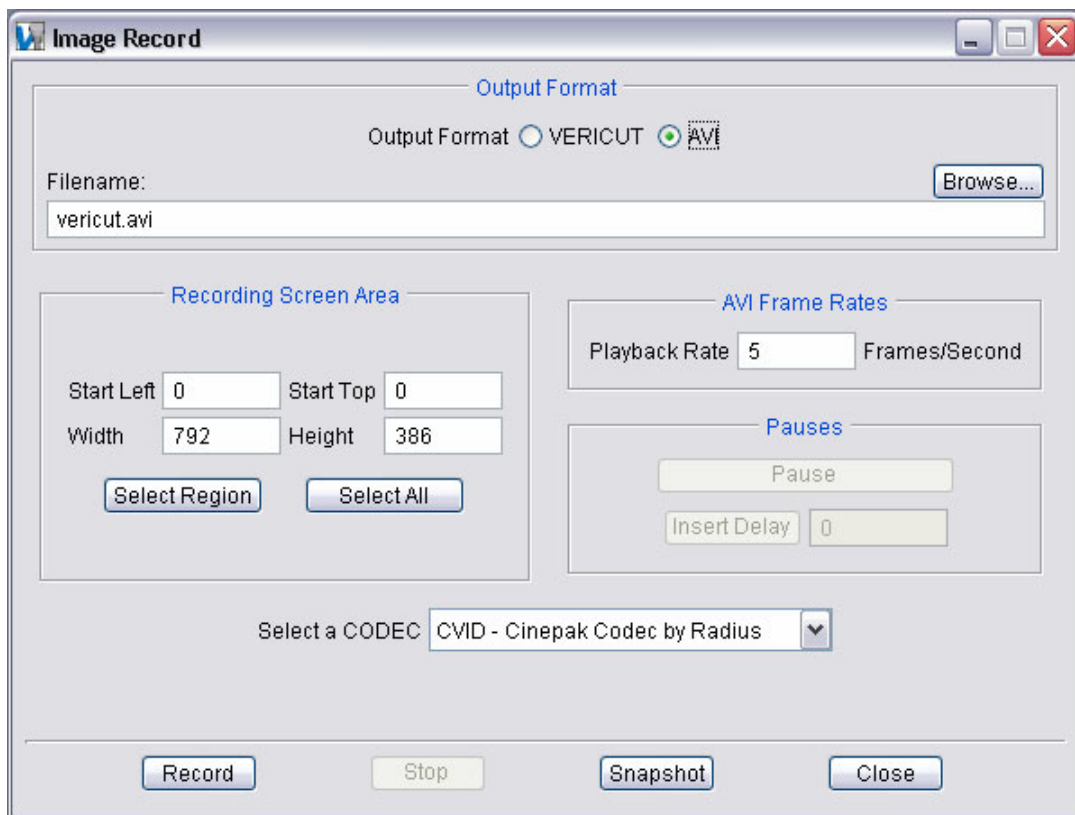 Image Record
Output Format
Output Format VERICUT AVI
Filename:
Browse...
vericut.avi
Recording Screen Area
Start Left 0 Start Top 0
Width 792 Height 386
Select Region Select All
AVI Frame Rates
Playback Rate 5 Frames/Second
Pauses
Pause
Insert Delay 0
Select a CODEC CVID - Cinepak Codec by Radius
Record Stop Snapshot Close